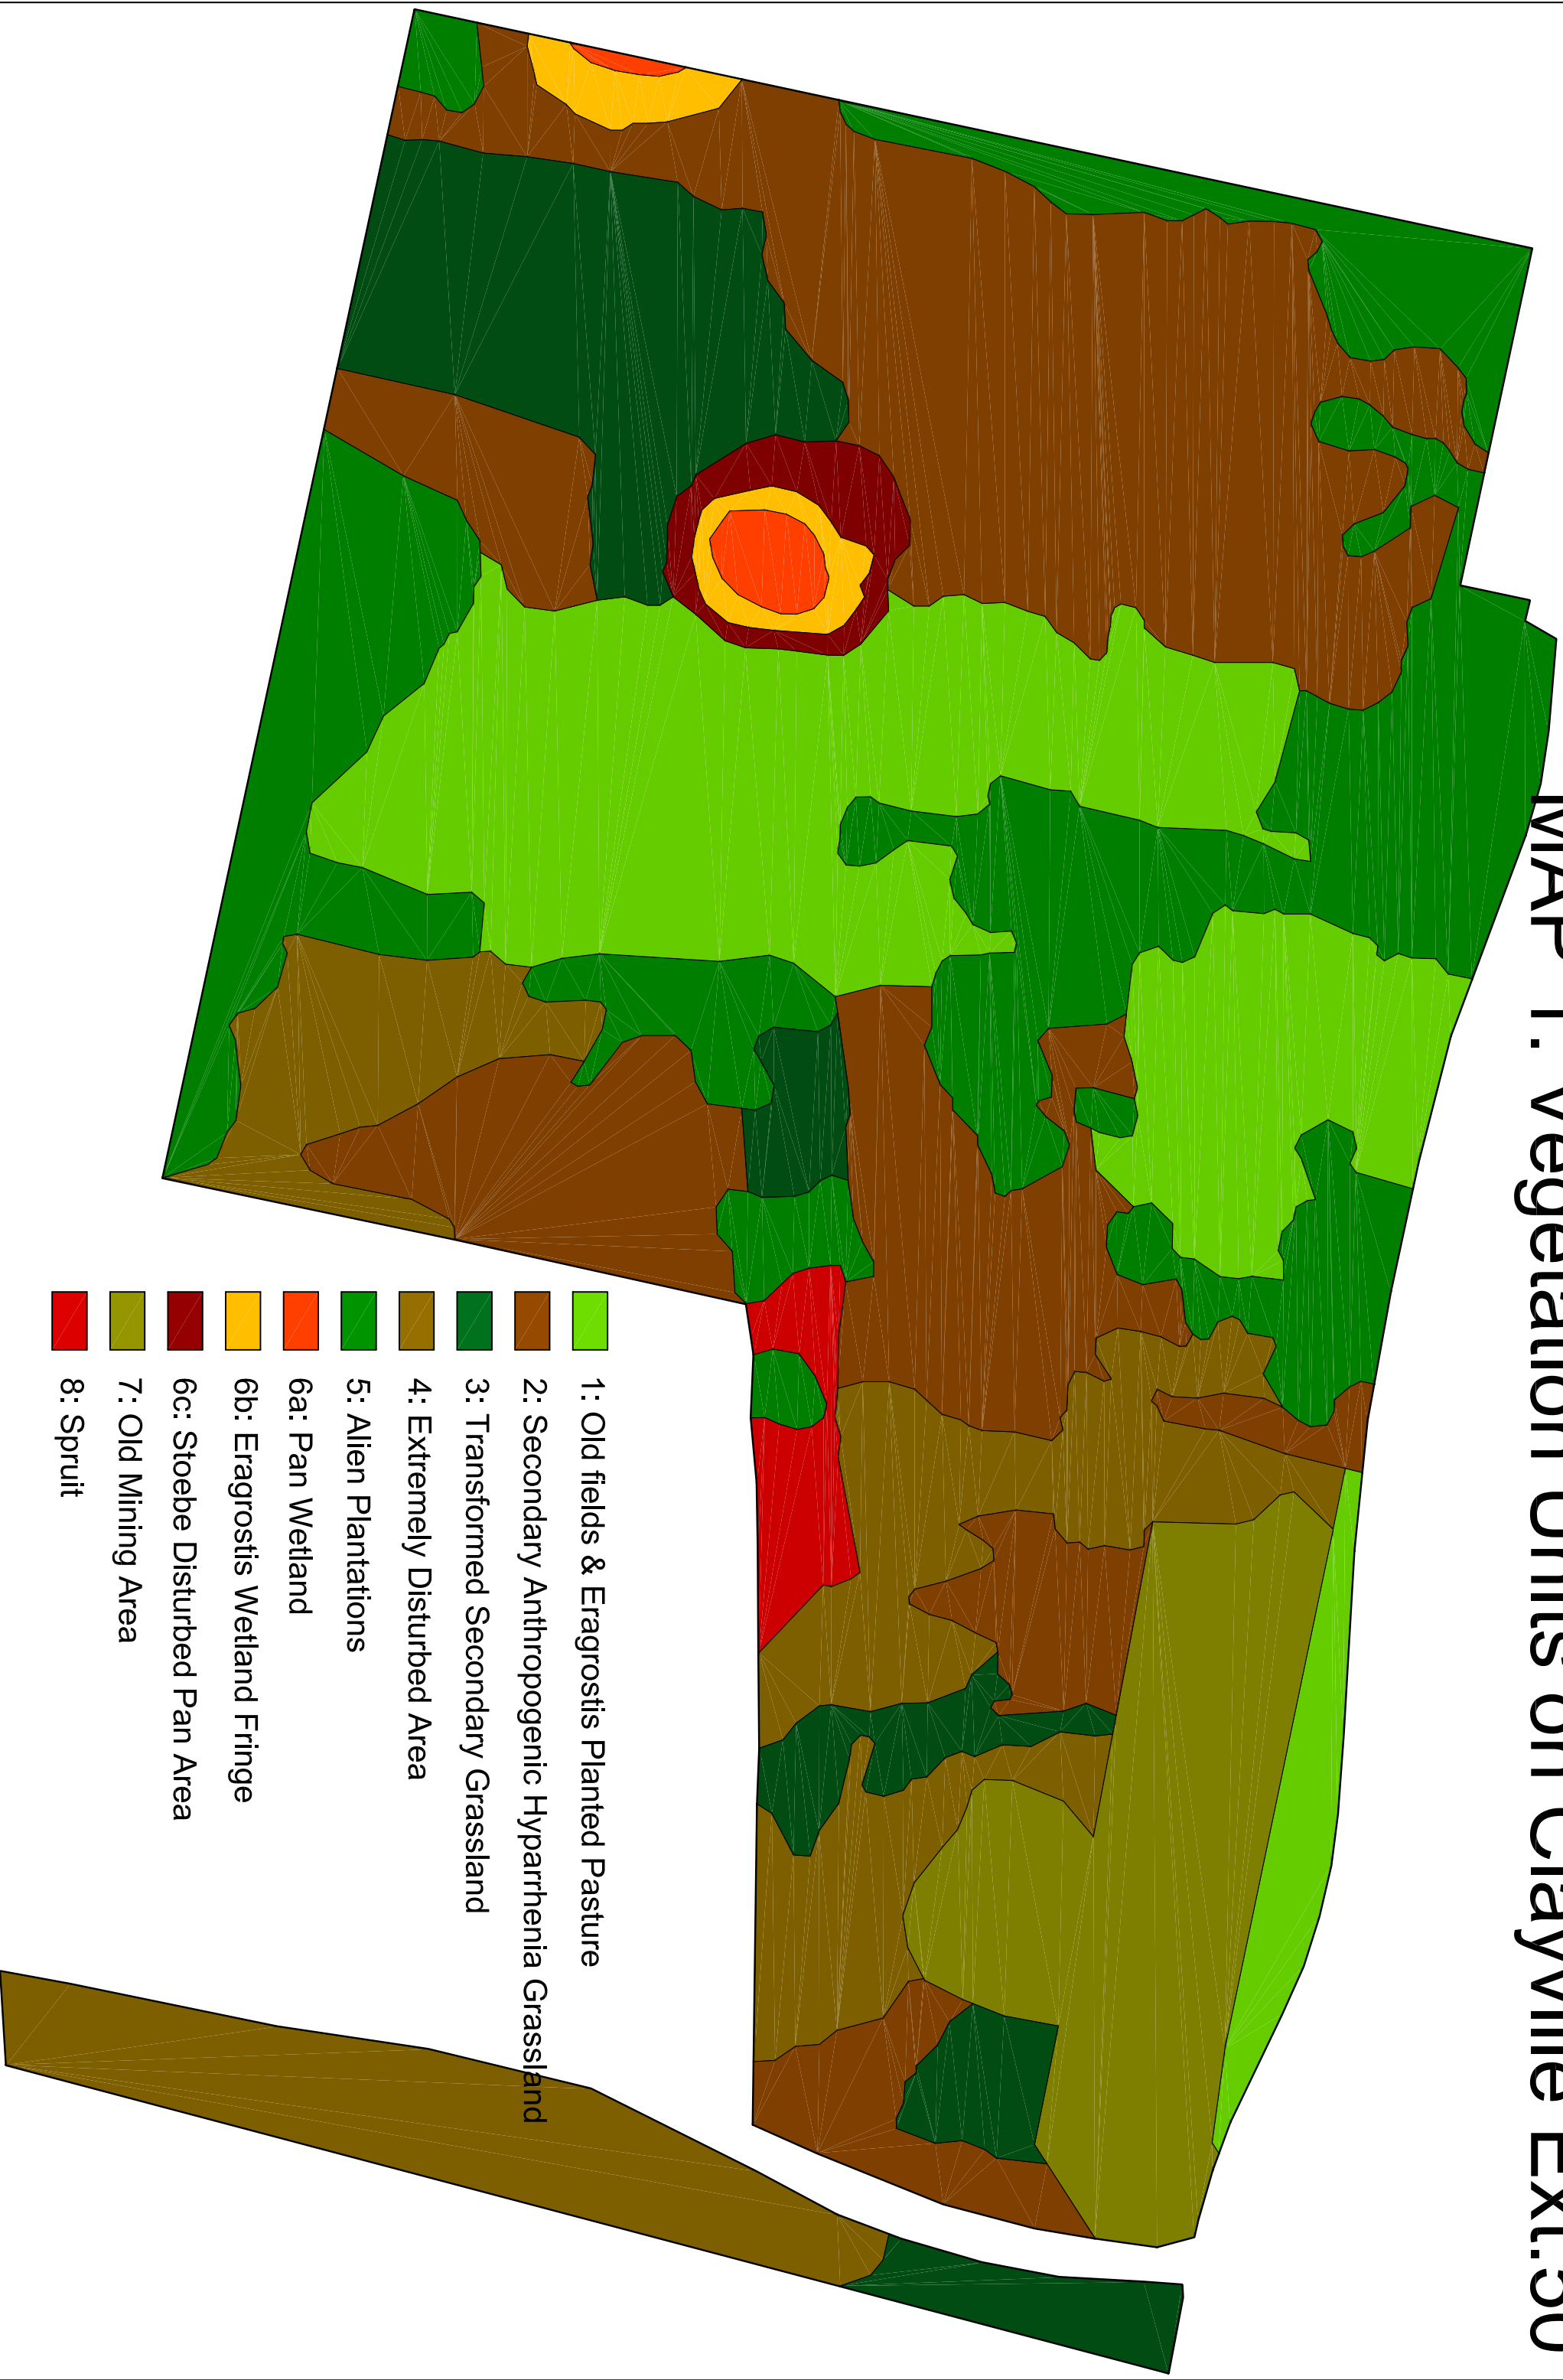 MAP 1: Vegetation Units on Clayville Ext.50
1: Old fields & Eragrostis Planted Pasture
2: Secondary Anthropogenic Hyparrhenia Grassland
3: Transformed Secondary Grassland
4: Extremely Disturbed Area
5: Alien Plantations
6a: Pan Wetland
6b: Eragrostis Wetland Fringe
6c: Stoebe Disturbed Pan Area
7: Old Mining Area
8: Spruit